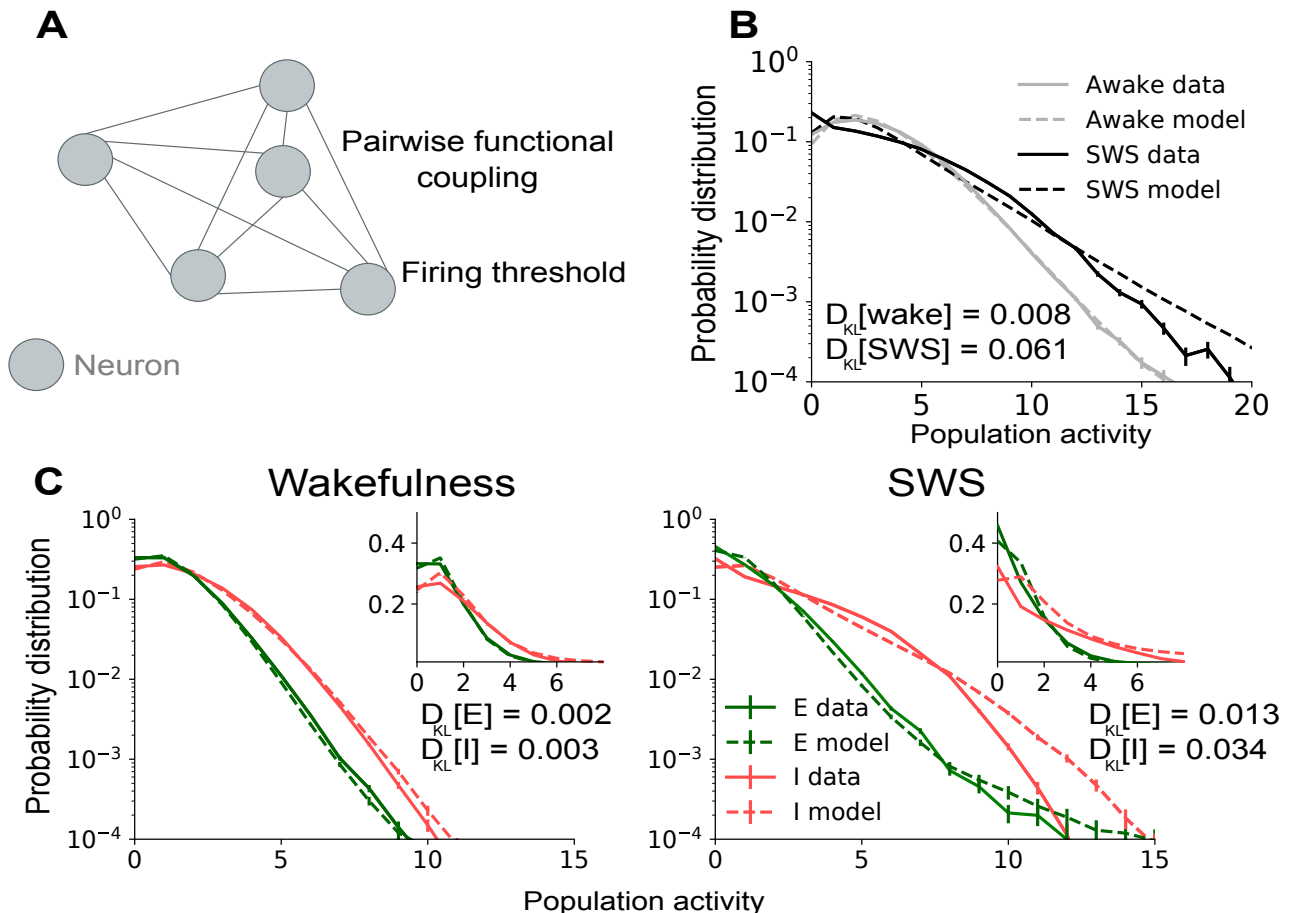 A
Pairwise functional
coupling
Firing threshold
Neuron
B
Probability distribution
10^0
10^-1
10^-2
10^-3
10^-4
Awake data
Awake model
SWS data
SWS model
D_KL[wake] = 0.008
D_KL[SWS] = 0.061
0 5 10 15 20
Population activity
C
Wakefulness
Probability distribution
10^0
10^-1
10^-2
10^-3
10^-4
0.4
0.2
0 2 4 6
D_KL[E] = 0.002
D_KL[I] = 0.003
0 5 10 15
SWS
10^0
10^-1
10^-2
10^-3
10^-4
0.4
0.2
0 2 4 6
D_KL[E] = 0.013
D_KL[I] = 0.034
E data
E model
I data
I model
0 5 10 15
Population activity